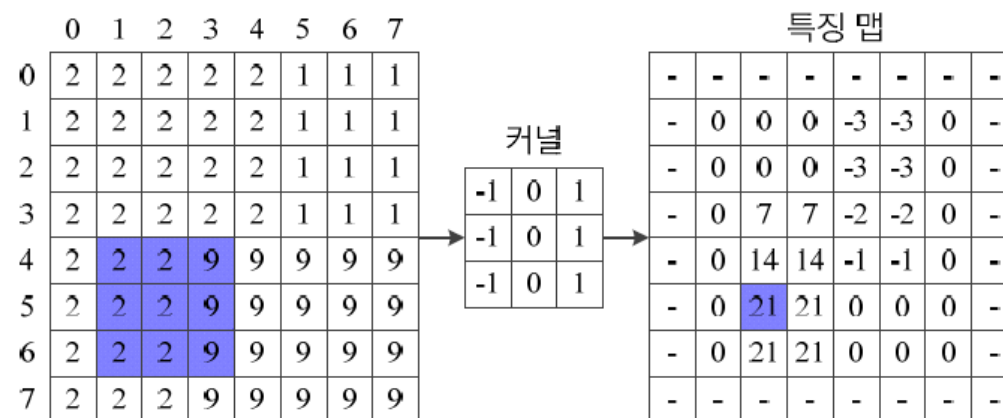 0 1 2 3 4 5 6 7
0 2 2 2 2 2 1 1 1
1 2 2 2 2 2 1 1 1
2 2 2 2 2 2 1 1 1
3 2 2 2 2 2 1 1 1
4 2 2 2 9 9 9 9 9
5 2 2 2 9 9 9 9 9
6 2 2 2 9 9 9 9 9
7 2 2 2 9 9 9 9 9
커널
-1 0 1
-1 0 1
-1 0 1
특징 맵
- - - - - - - -
- 0 0 0 -3 -3 0 -
- 0 0 0 -3 -3 0 -
- 0 7 7 -2 -2 0 -
- 0 14 14 -1 -1 0 -
- 0 21 21 0 0 0 -
- 0 21 21 0 0 0 -
- - - - - - - -